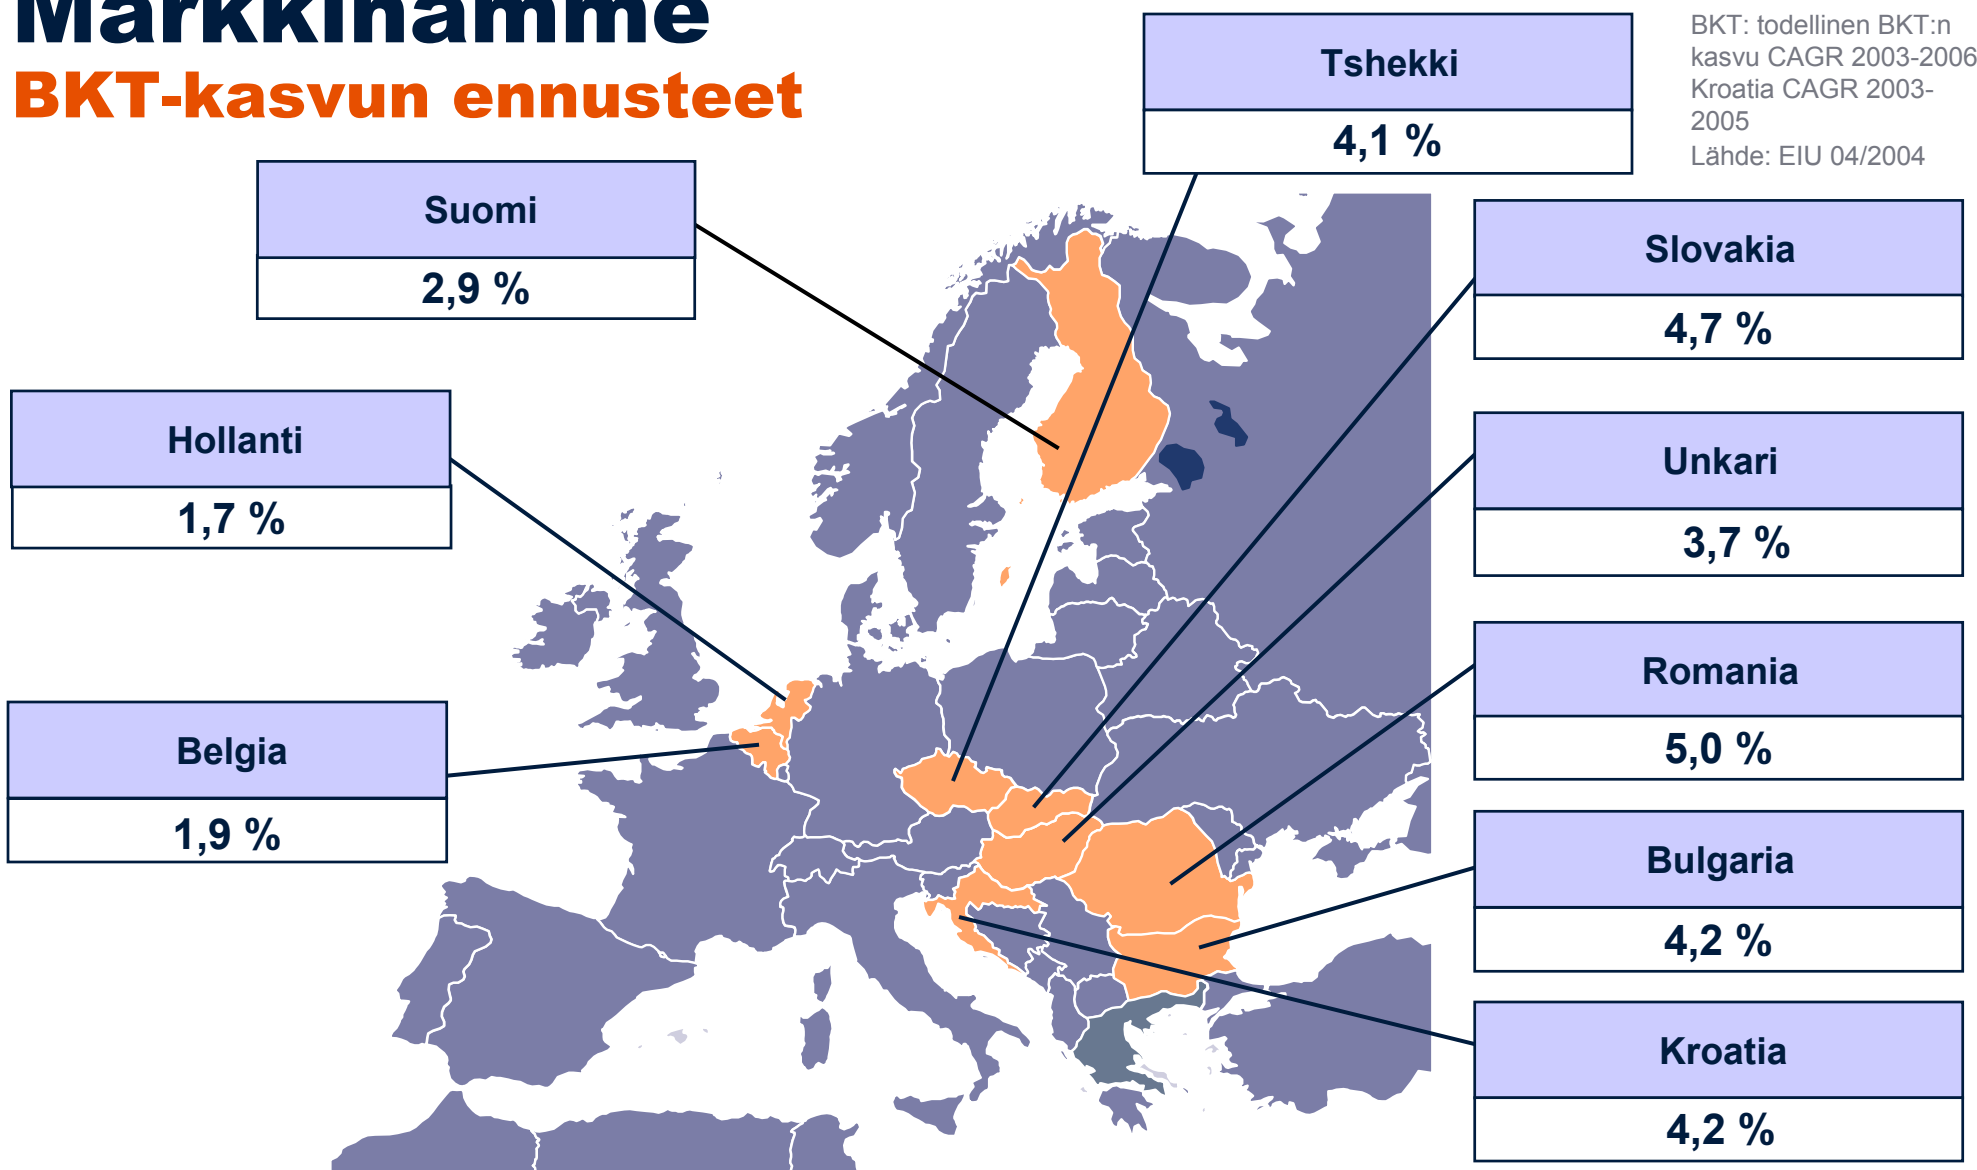 Markkinamme
BKT-kasvun ennusteet
BKT: todellinen BKT:n
kasvu CAGR 2003-2006
Kroatia CAGR 2003-
2005
Lähde: EIU 04/2004
Tshekki
4,1 %
Suomi
2,9 %
Slovakia
4,7 %
Hollanti
1,7 %
Unkari
3,7 %
Romania
5,0 %
Belgia
1,9 %
Bulgaria
4,2 %
Kroatia
4,2 %